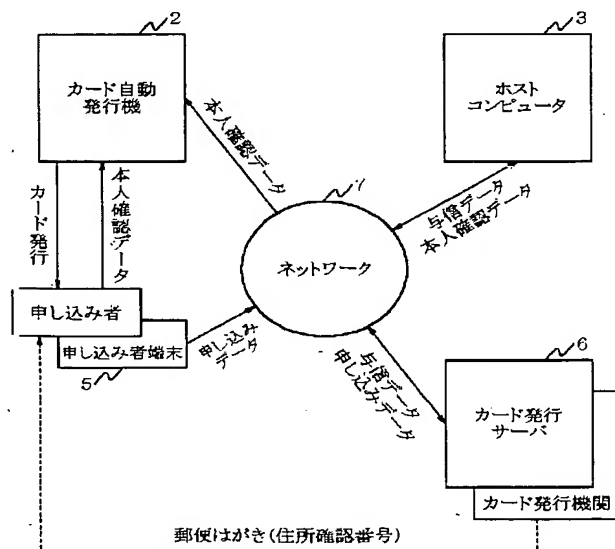 2
カード自動
発行機
3
ホスト
コンピュータ
本人確認データ
カード発行
本人確認データ
1
ネットワーク
与信データ
本人確認データ
申し込み者
申し込み者端末
5
申し込み
データ
与信データ
申し込みデータ
6
カード発行
サーバ
カード発行機関
郵便はがき(住所確認番号)